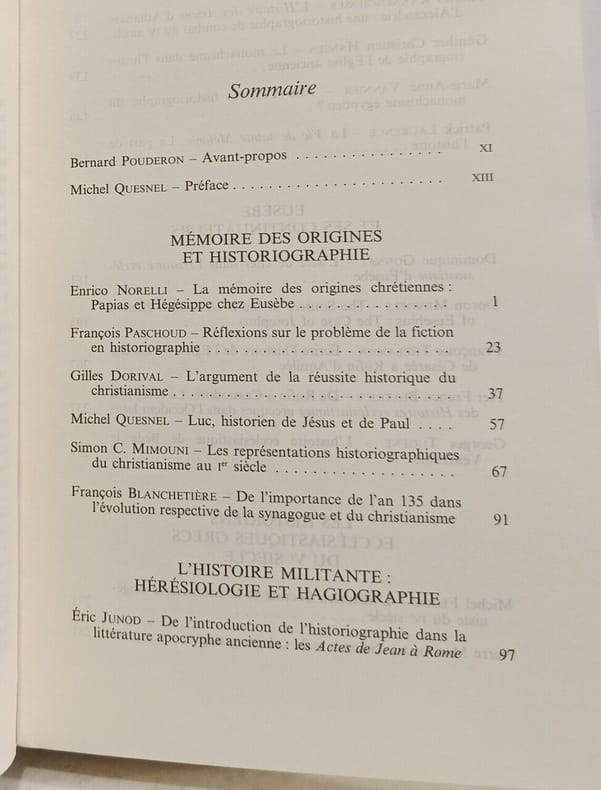 Sommaire
Bernard POUDERON – Avant-propos . . . . . . . . . . . . . . . . XI
Michel QUESNEL – Préface . . . . . . . . . . . . . . . . . . . . . . . XIII
MÉMOIRE DES ORIGINES
ET HISTORIOGRAPHIE
Enrico NORELLI – La mémoire des origines chrétiennes :
Papias et Hégésippe chez Eusèbe . . . . . . . . . . . . . . . . 1
François PASCHOUD – Réflexions sur le problème de la fiction
en historiographie . . . . . . . . . . . . . . . . . . . . . . . . . . 23
Gilles DORIVAL – L'argument de la réussite historique du
christianisme . . . . . . . . . . . . . . . . . . . . . . . . . . . . . 37
Michel QUESNEL – Luc, historien de Jésus et de Paul . . . . 57
Simon C. MIMOUNI – Les représentations historiographiques
du christianisme au Ier siècle . . . . . . . . . . . . . . . . . . . 67
François BLANCHETIÈRE – De l'importance de l'an 135 dans
l'évolution respective de la synagogue et du christianisme 91
L'HISTOIRE MILITANTE :
HÉRÉSIOLOGIE ET HAGIOGRAPHIE
Éric JUNOD – De l'introduction de l'historiographie dans la
littérature apocryphe ancienne : les Actes de Jean à Rome 97